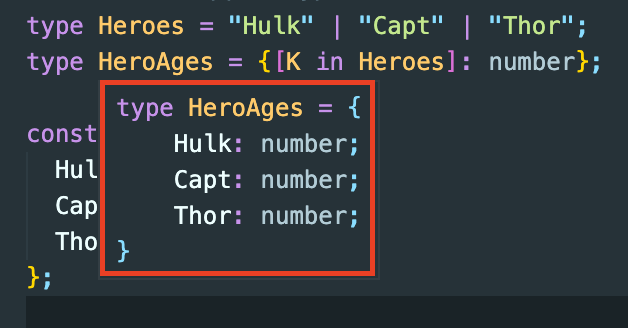 type Heroes = "Hulk" | "Capt" | "Thor";
type HeroAges = {[K in Heroes]: number};
type HeroAges = {
const
Hulk: number;
Hul
Capt: number;
Cap
Thor: number;
Tho
}
};